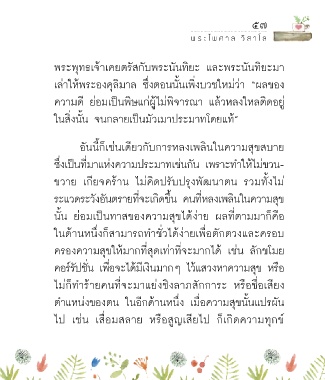 ๕๗
พระไพศาล วิสาโล
พระพุทธเจ้าเคยตรัสกับพระนันทิยะ และพระนันทิยะมา
เล่าให้พระองคุลิมาล ซึ่งตอนนั้นเพิ่งบวชใหม่ว่า “ผลของ
ความดี ย่อมเป็นพิษแก่ผู้ไม่พิจารณา แล้วหลงใหลติดอยู่
ในสิ่งนั้น จนกลายเป็นมัวเมาประมาทโดยแท้”
อันนี้ก็เช่นเดียวกับการหลงเพลินในความสุขสบาย
ซึ่งเป็นที่มาแห่งความประมาทเช่นกัน เพราะทำให้ไม่ขวน-
ขวาย เกียจคร้าน ไม่คิดปรับปรุงพัฒนาตน รวมทั้งไม่
ระแวดระวังอันตรายที่จะเกิดขึ้น คนที่หลงเพลินในความสุข
นั้น ย่อมเป็นทาสของความสุขได้ง่าย ผลที่ตามมาก็คือ
ในด้านหนึ่งก็สามารถทำชั่วได้ง่ายเพื่อตักตวงและครอบ
ครองความสุขให้มากที่สุดเท่าที่จะมากได้ เช่น ลักขโมย
คอร์รัปชั่น เพื่อจะได้มีเงินมากๆ ไว้แสวงหาความสุข หรือ
ไม่ก็ทำร้ายคนที่จะมาแย่งชิงลาภสักการะ หรือชื่อเสียง
ตำแหน่งของตน ในอีกด้านหนึ่ง เมื่อความสุขนั้นแปรผัน
ไป เช่น เสื่อมสลาย หรือสูญเสียไป ก็เกิดความทุกข์